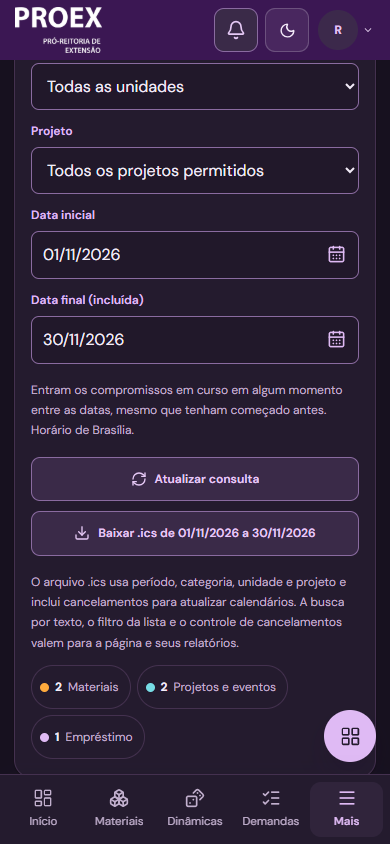 PROEX
PRÓ-REITORIA DE
EXTENSÃO
R
Todas as unidades
Projeto
Todos os projetos permitidos
Data inicial
01/11/2026
Data final (incluída)
30/11/2026
Entram os compromissos em curso em algum momento
entre as datas, mesmo que tenham começado antes.
Horário de Brasília.
Atualizar consulta
Baixar .ics de 01/11/2026 a 30/11/2026
O arquivo .ics usa período, categoria, unidade e projeto e
inclui cancelamentos para atualizar calendários. A busca
por texto, o filtro da lista e o controle de cancelamentos
valem para a página e seus relatórios.
2 Materiais
2 Projetos e eventos
1 Empréstimo
Início
Materiais
Dinâmicas
Demandas
Mais